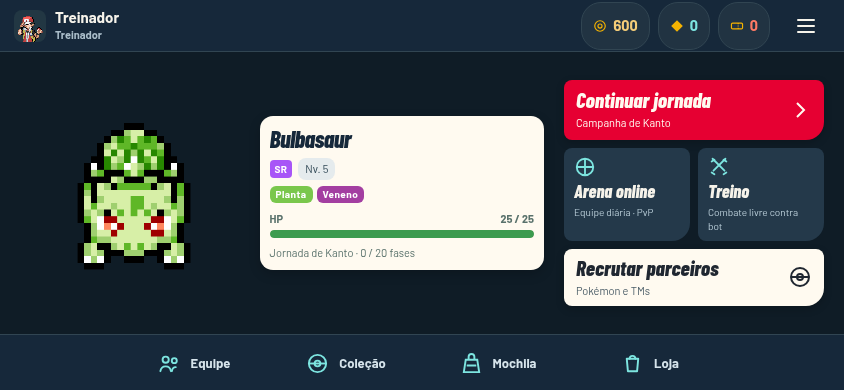 Treinador
Treinador
600
0
0
Bulbasaur
SR
Nv. 5
Planta
Veneno
HP
25 / 25
Jornada de Kanto · 0 / 20 fases
Continuar jornada
Campanha de Kanto
Arena online
Equipe diária · PvP
Treino
Combate livre contra
bot
Recrutar parceiros
Pokémon e TMs
Equipe
Coleção
Mochila
Loja